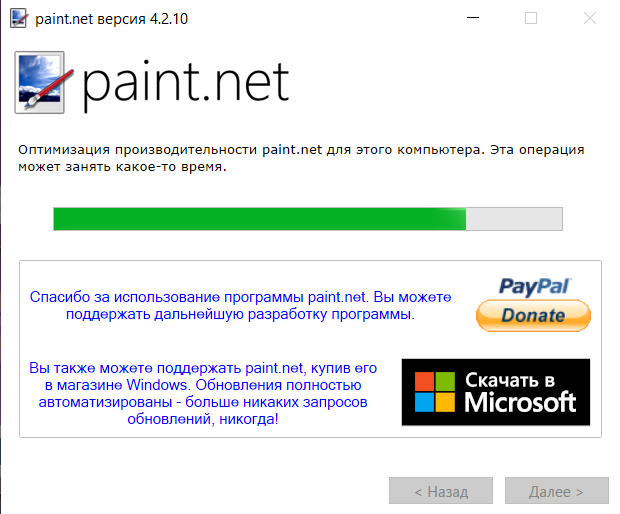 paint.net версия 4.2.10
paint.net
Оптимизация производительности paint.net для этого компьютера. Эта операция
может занять какое-то время.
Спасибо за использование программы paint.net. Вы можете
поддержать дальнейшую разработку программы.
PayPal
Donate
Вы также можете поддержать paint.net, купив его
в магазине Windows. Обновления полностью
автоматизированы - больше никаких запросов
обновлений, никогда!
Скачать в
Microsoft
< Назад
Далее >